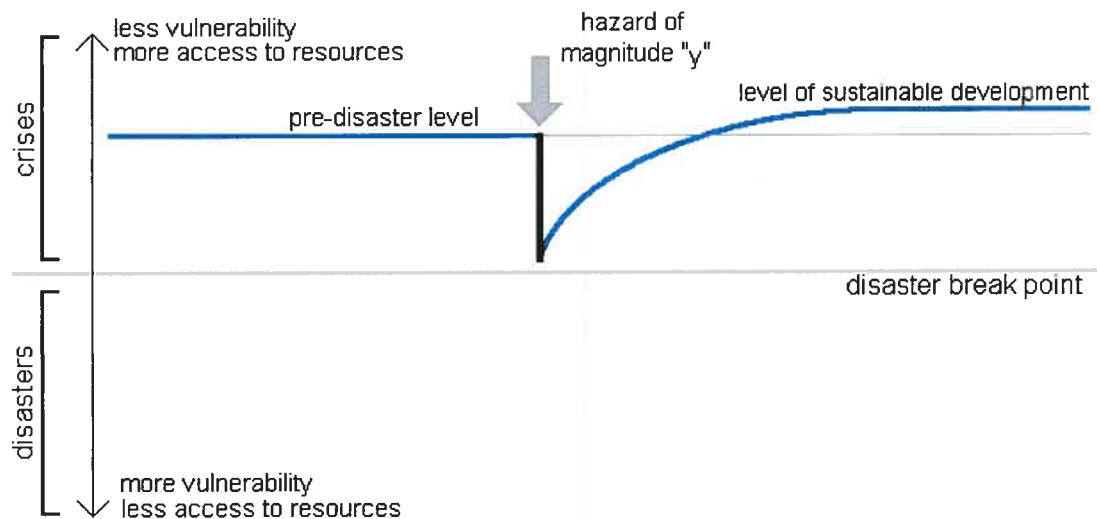 less vulnerability
more access to resources
hazard of
magnitude "y"
crises
pre-disaster level
level of sustainable development
disaster break point
disasters
more vulnerability
less access to resources